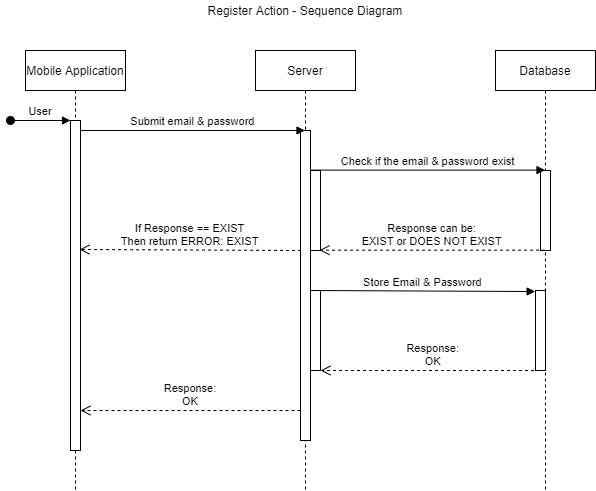 Register Action - Sequence Diagram
Mobile Application
Server
Database
User
Submit email & password
Check if the email & password exist
If Response == EXIST
Then return ERROR: EXIST
Response can be:
EXIST or DOES NOT EXIST
Store Email & Password
Response:
OK
Response:
OK